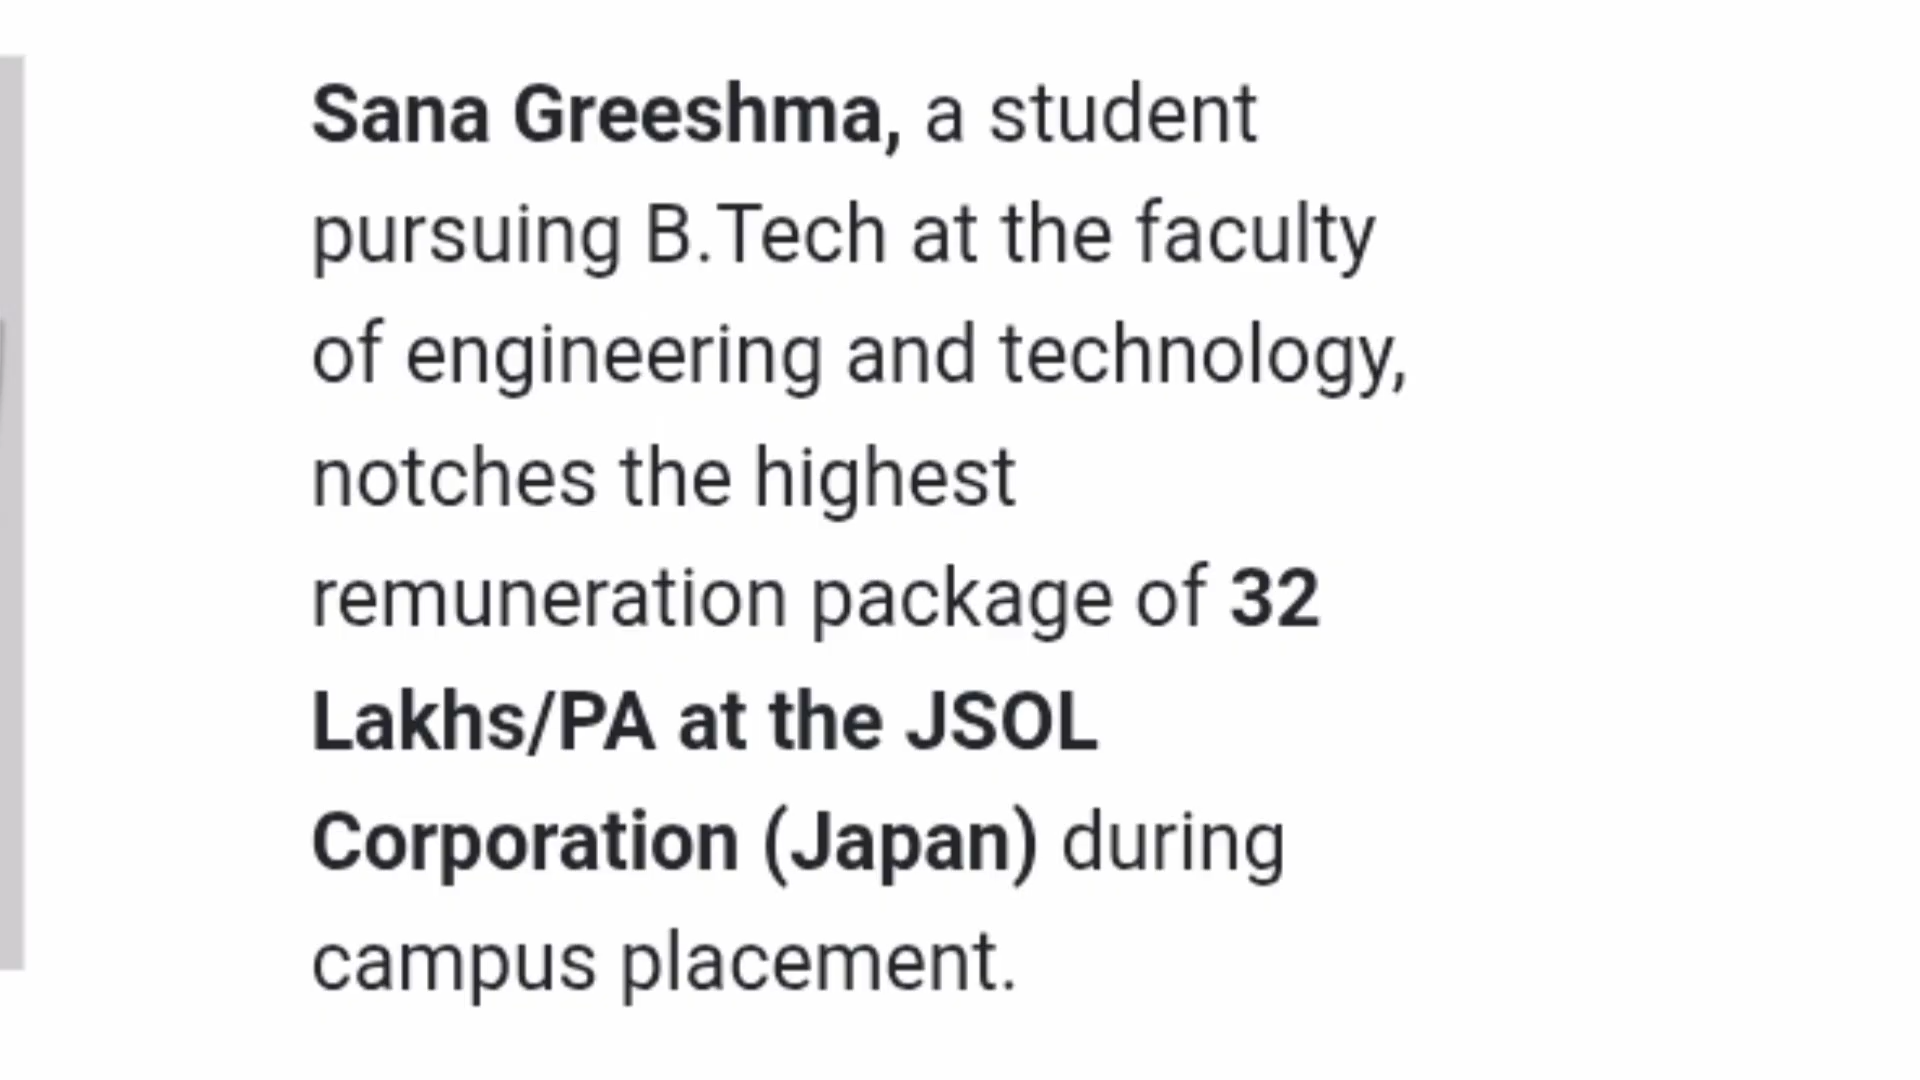 Sana Greeshma, a student
pursuing B.Tech at the faculty
of engineering and technology,
notches the highest
remuneration package of 32
Lakhs/PA at the JSOL
Corporation (Japan) during
campus placement.